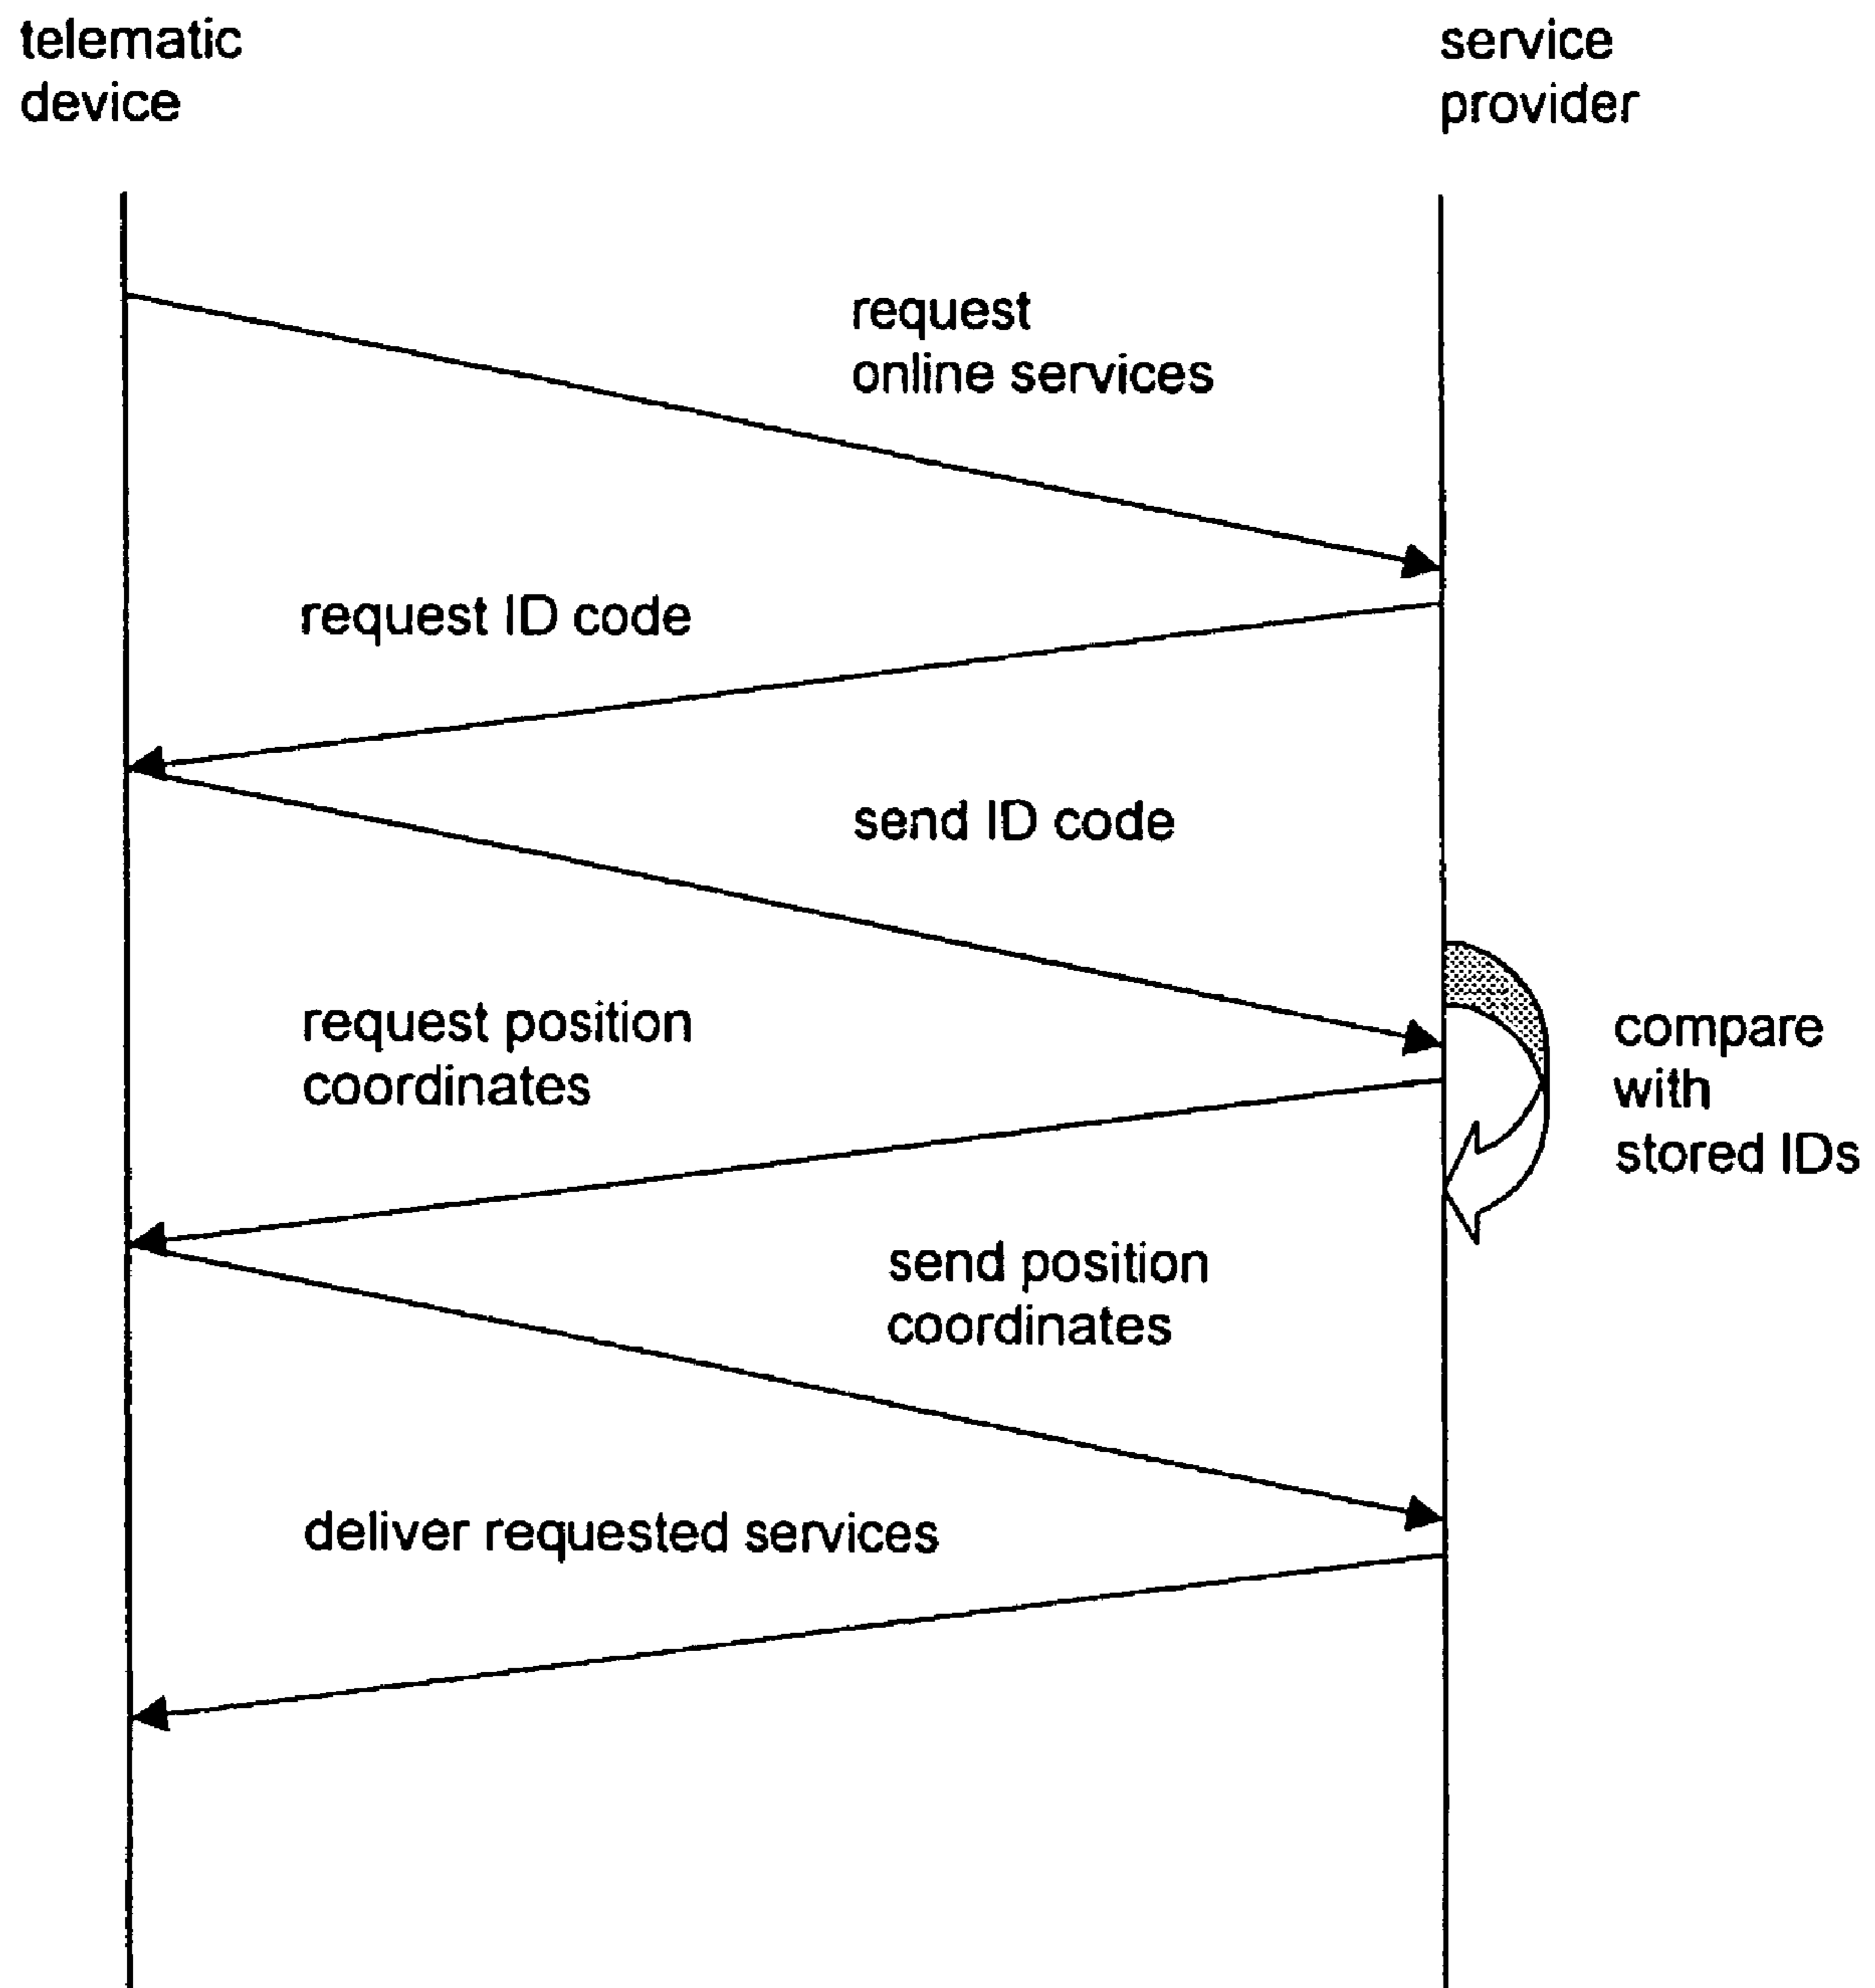 telematic
device
service
provider
request
online services
request ID code
send ID code
request position
coordinates
compare
with
stored IDs
send position
coordinates
deliver requested services